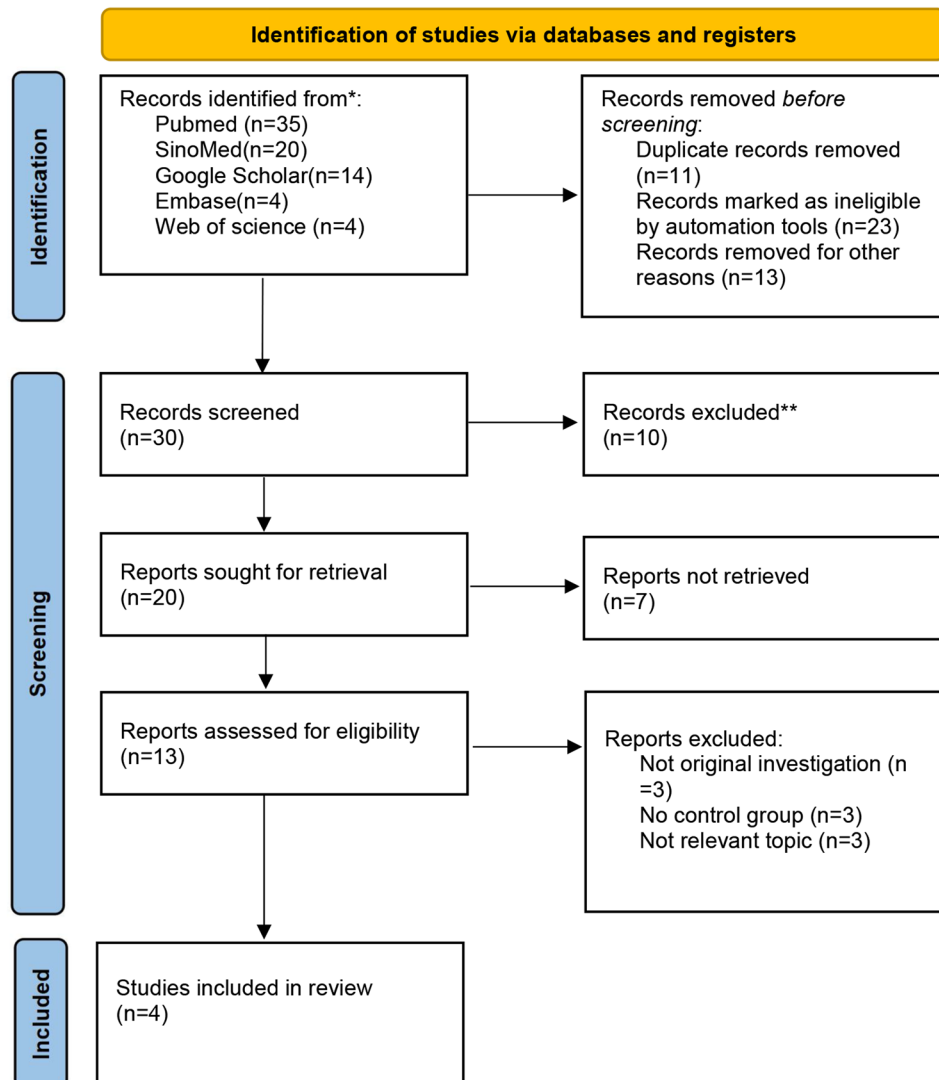 Identification of studies via databases and registers
Identification
Records identified from*:
Pubmed (n=35)
SinoMed(n=20)
Google Scholar(n=14)
Embase(n=4)
Web of science (n=4)
Records removed before
screening:
Duplicate records removed
(n=11)
Records marked as ineligible
by automation tools (n=23)
Records removed for other
reasons (n=13)
Screening
Records screened
(n=30)
Records excluded**
(n=10)
Reports sought for retrieval
(n=20)
Reports not retrieved
(n=7)
Reports assessed for eligibility
(n=13)
Reports excluded:
Not original investigation (n
=3)
No control group (n=3)
Not relevant topic (n=3)
Included
Studies included in review
(n=4)